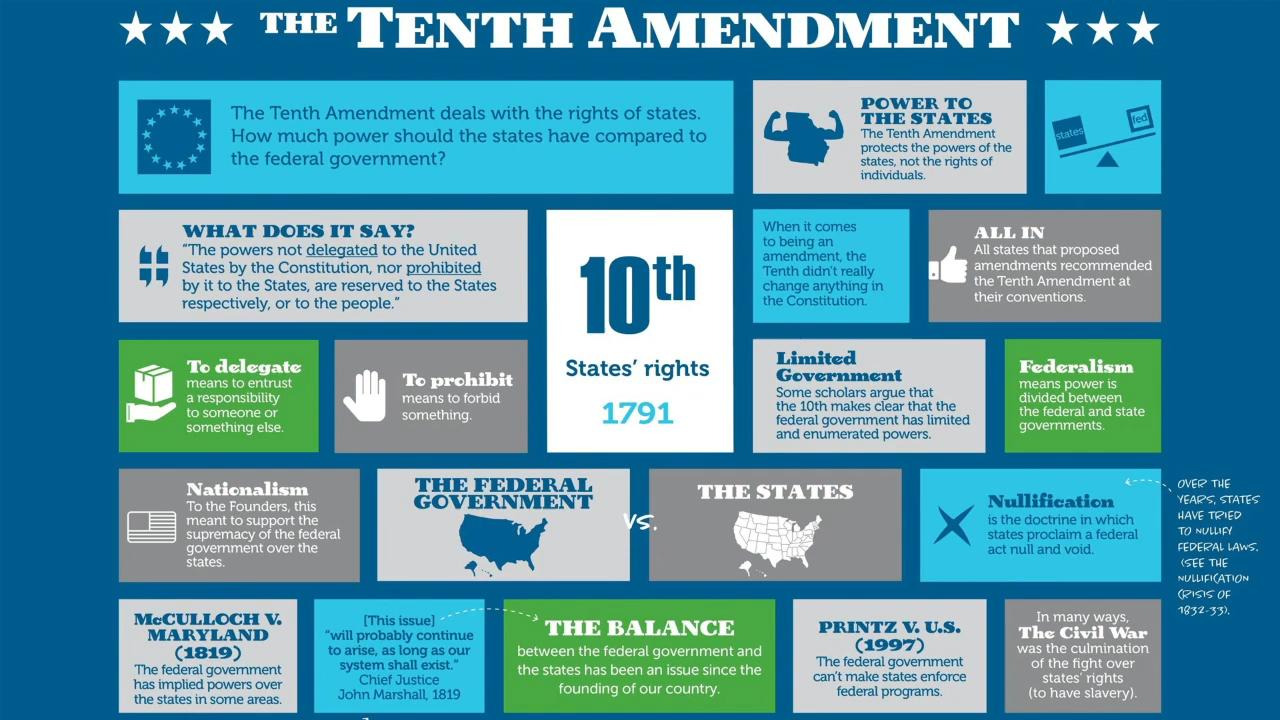 THE TENTH AMENDMENT
The Tenth Amendment deals with the rights of states.
How much power should the states have compared to
the federal government?
POWER TO
THE STATES
The Tenth Amendment
protects the powers of the
states, not the rights of
individuals.
states
fed
WHAT DOES IT SAY?
“The powers not delegated to the United
States by the Constitution, nor prohibited
by it to the States, are reserved to the States
respectively, or to the people.”
10th
States’ rights
1791
When it comes
to being an
amendment, the
Tenth didn’t really
change anything in
the Constitution.
ALL IN
All states that proposed
amendments recommended
the Tenth Amendment at
their conventions.
To delegate
means to entrust
a responsibility
to someone or
something else.
To prohibit
means to forbid
something.
Limited
Government
Some scholars argue that
the 10th makes clear that the
federal government has limited
and enumerated powers.
Federalism
means power is
divided between
the federal and state
governments.
Nationalism
To the Founders, this
meant to support the
supremacy of the federal
government over the
states.
THE FEDERAL
GOVERNMENT
VS.
THE STATES
Nullification
is the doctrine in which
states proclaim a federal
act null and void.
OVER THE
YEARS, STATES
HAVE TRIED
TO NULLIFY
FEDERAL LAWS.
(SEE THE
NULLIFICATION
CRISIS OF
1832-33).
McCULLOCH V.
MARYLAND
(1819)
The federal government
has implied powers over
the states in some areas.
[This issue]
“will probably continue
to arise, as long as our
system shall exist.”
Chief Justice
John Marshall, 1819
THE BALANCE
between the federal government and
the states has been an issue since the
founding of our country.
PRINTZ V. U.S.
(1997)
The federal government
can’t make states enforce
federal programs.
In many ways,
The Civil War
was the culmination
of the fight over
states’ rights
(to have slavery).